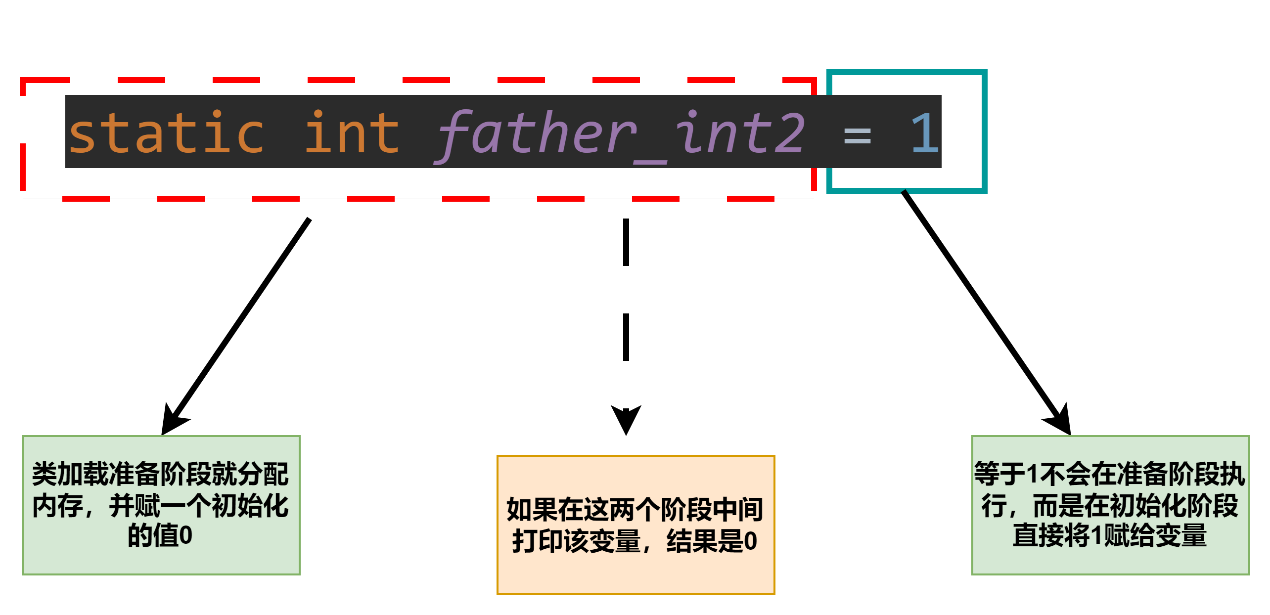 static int father_int2 = 1
类加载准备阶段就分配
内存，并赋一个初始化
的值0
如果在这两个阶段中间
打印该变量，结果是0
等于1不会在准备阶段执
行，而是在初始化阶段
直接将1赋给变量